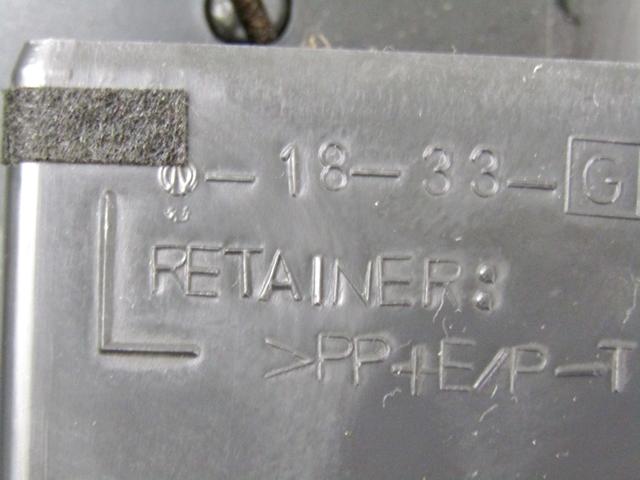 -18-33-G
L
RETAINER:
>PP+E/P-T